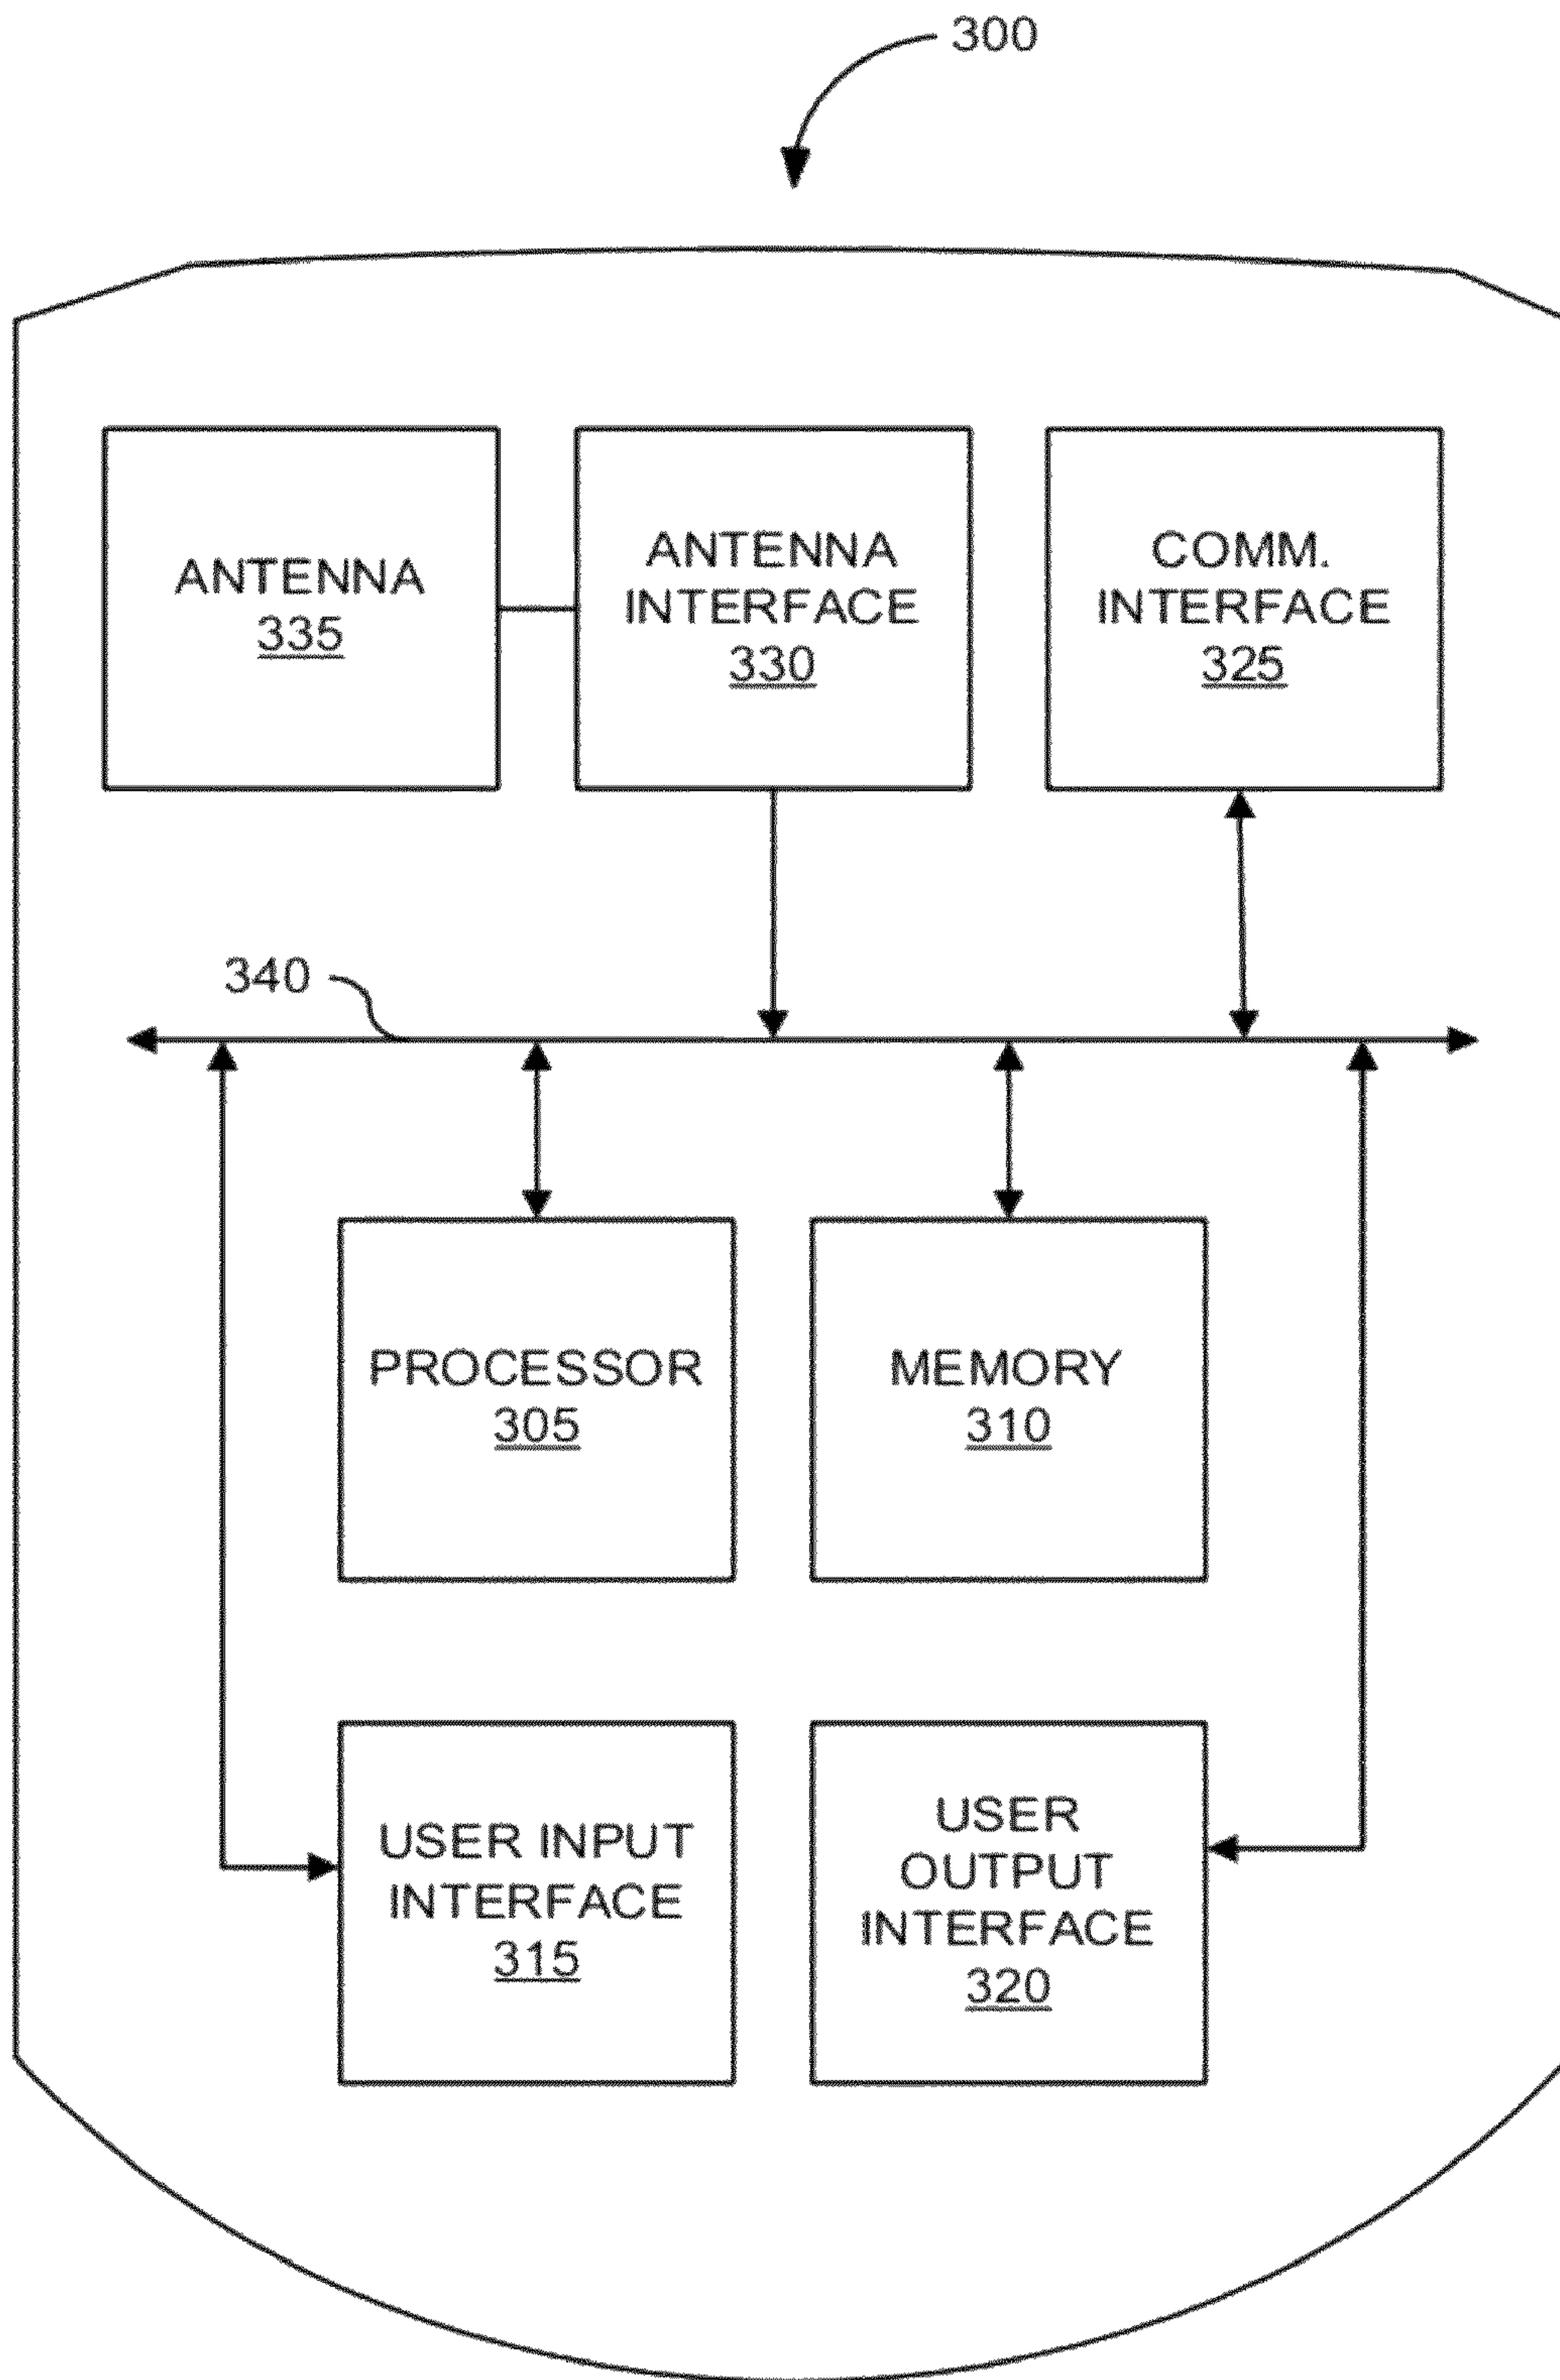 300
ANTENNA
335
ANTENNA
INTERFACE
330
COMM.
INTERFACE
325
340
PROCESSOR
305
MEMORY
310
USER INPUT
INTERFACE
315
USER
OUTPUT
INTERFACE
320